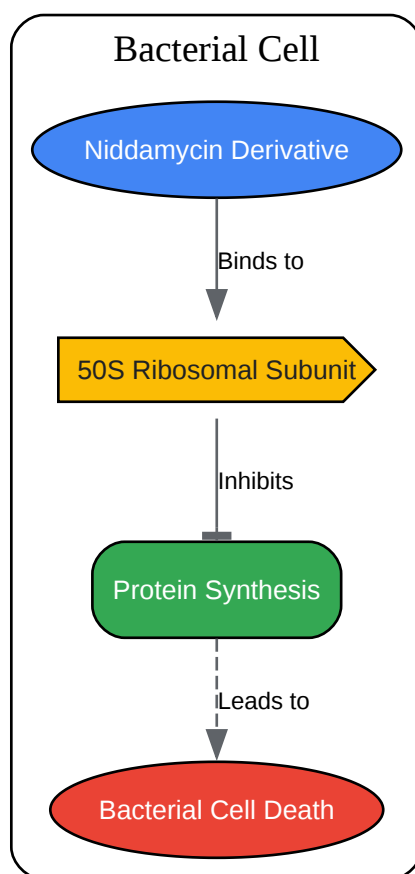 Bacterial Cell
Niddamycin Derivative
Binds to
50S Ribosomal Subunit
Inhibits
Protein Synthesis
Leads to
Bacterial Cell Death